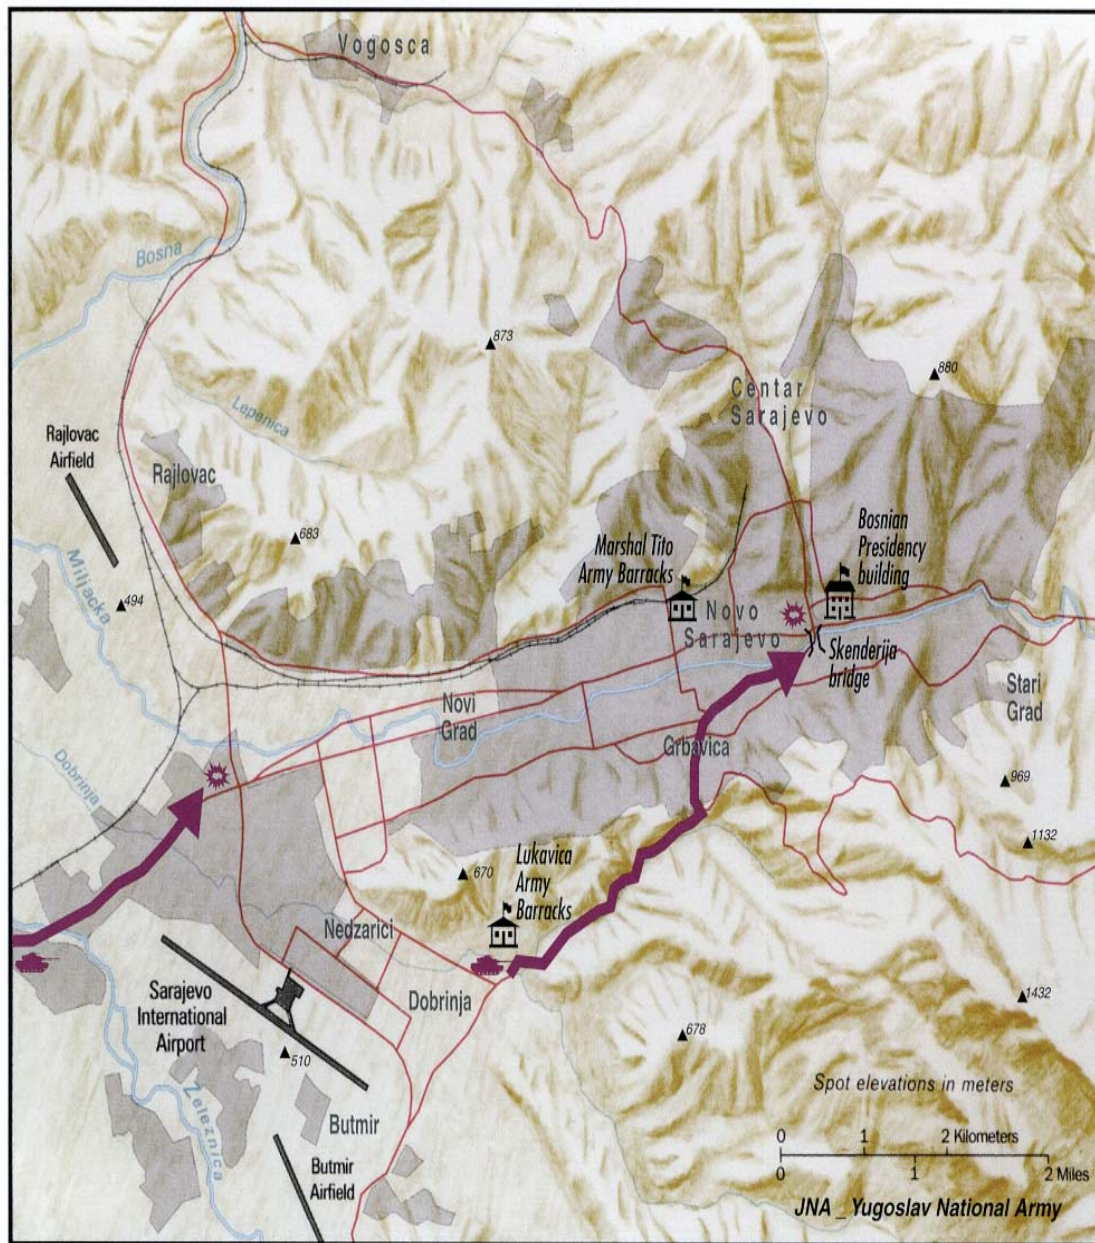 Vogosca
Bosna
873
880
Centar
Sarajevo
Lepenica
Rajlovac
Airfield
Rajlovac
683
Marshal Tito
Army Barracks
Bosnian
Presidency
building
Miljacka
494
Novo
Sarajevo
Skenderija
bridge
Stari
Grad
Novi
Grad
Grbavica
Dobrinja
969
1132
670
Lukavica
Army
Barracks
Nedzarici
Sarajevo
International
Airport
Dobrinja
1432
678
510
Spot elevations in meters
Zeleznica
Butmir
Butmir
Airfield
0 1 2 Kilometers
0 1 2 Miles
JNA _ Yugoslav National Army